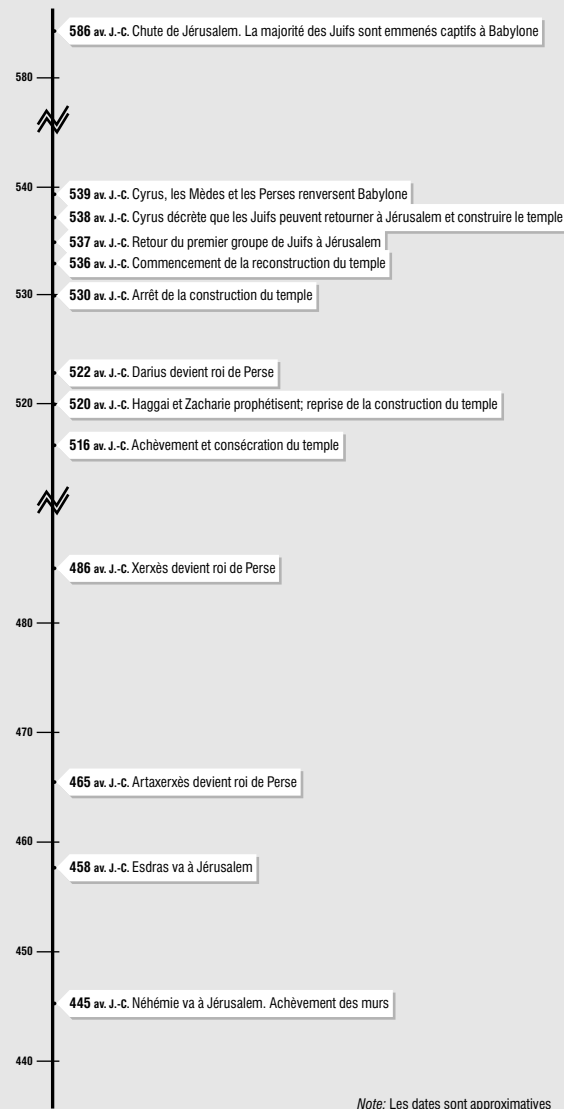 586 av. J.-C. Chute de Jérusalem. La majorité des Juifs sont emmenés captifs à Babylone
580
540
539 av. J.-C. Cyrus, les Mèdes et les Perses renversent Babylone
538 av. J.-C. Cyrus décrète que les Juifs peuvent retourner à Jérusalem et construire le temple
537 av. J.-C. Retour du premier groupe de Juifs à Jérusalem
536 av. J.-C. Commencement de la reconstruction du temple
530
530 av. J.-C. Arrêt de la construction du temple
522 av. J.-C. Darius devient roi de Perse
520
520 av. J.-C. Haggai et Zacharie prophétisent; reprise de la construction du temple
516 av. J.-C. Achèvement et consécration du temple
486 av. J.-C. Xerxès devient roi de Perse
480
470
465 av. J.-C. Artaxerxès devient roi de Perse
460
458 av. J.-C. Esdras va à Jérusalem
450
445 av. J.-C. Néhémie va à Jérusalem. Achèvement des murs
440
Note: Les dates sont approximatives